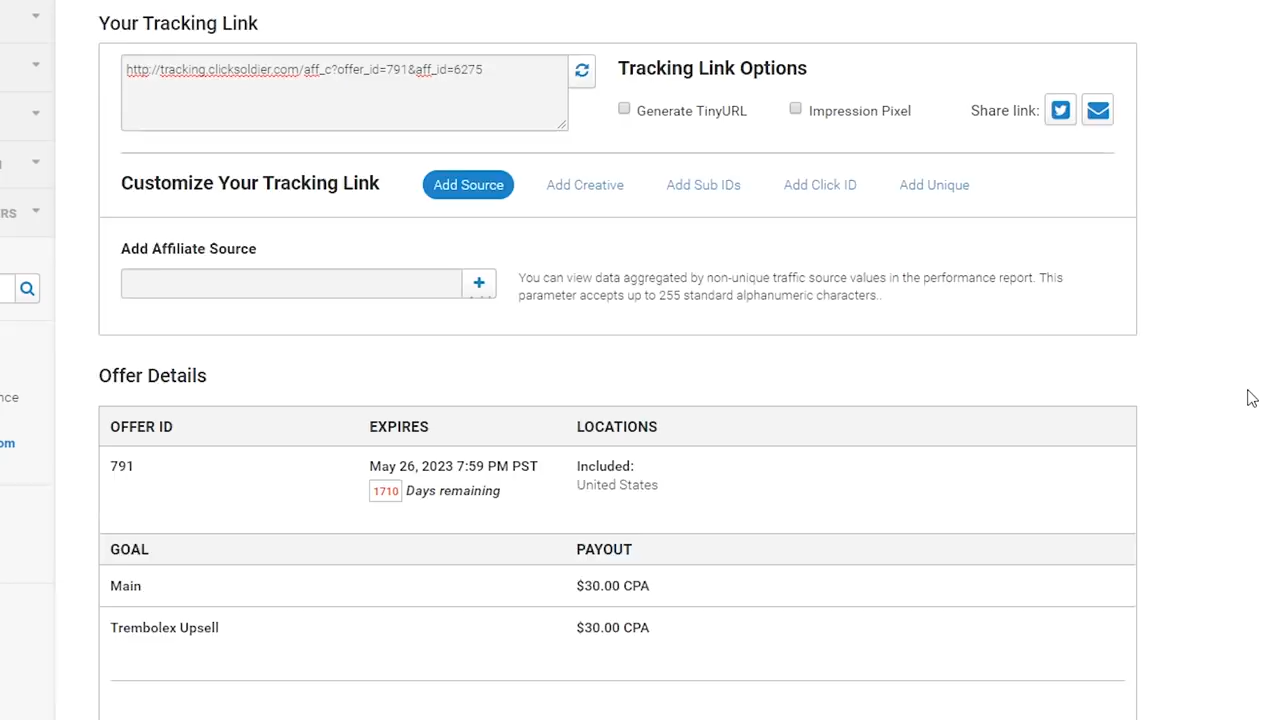 Your Tracking Link
http://tracking.clicksoldier.com/aff_c?offer_id=791&aff_id=6275
Tracking Link Options
Generate TinyURL
Impression Pixel
Share link:
Customize Your Tracking Link
Add Source
Add Creative
Add Sub IDs
Add Click ID
Add Unique
RS
Add Affiliate Source
You can view data aggregated by non-unique traffic source values in the performance report. This
parameter accepts up to 255 standard alphanumeric characters..
Offer Details
nce
OFFER ID EXPIRES LOCATIONS
om
791 May 26, 2023 7:59 PM PST Included:
United States
1710 Days remaining
GOAL PAYOUT
Main $30.00 CPA
Trembolex Upsell $30.00 CPA